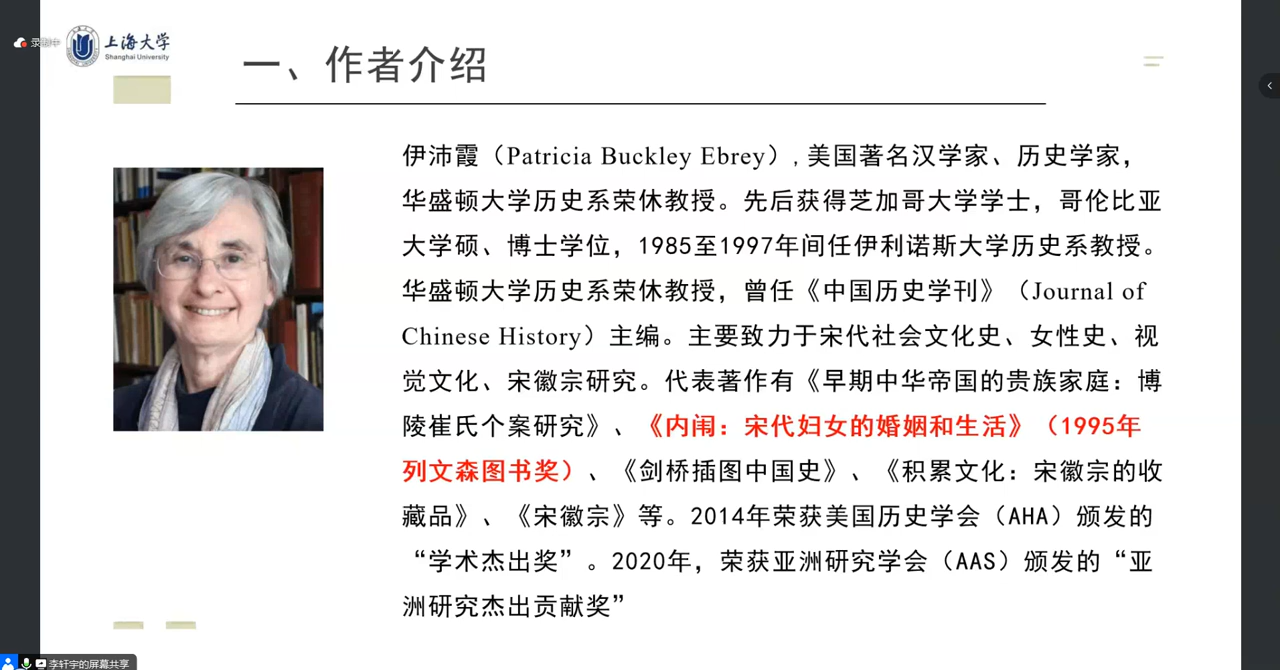 录制中
上海大学
Shanghai University
一、作者介绍
伊沛霞（Patricia Buckley Ebrey）,美国著名汉学家、历史学家，
华盛顿大学历史系荣休教授。先后获得芝加哥大学学士，哥伦比亚
大学硕、博士学位，1985至1997年间任伊利诺斯大学历史系教授。
华盛顿大学历史系荣休教授，曾任《中国历史学刊》（Journal of
Chinese History）主编。主要致力于宋代社会文化史、女性史、视
觉文化、宋徽宗研究。代表著作有《早期中华帝国的贵族家庭：博
陵崔氏个案研究》、《内闱：宋代妇女的婚姻和生活》（1995年
列文森图书奖）、《剑桥插图中国史》、《积累文化：宋徽宗的收
藏品》、《宋徽宗》等。2014年荣获美国历史学会（AHA）颁发的
“学术杰出奖”。2020年，荣获亚洲研究学会（AAS）颁发的“亚
洲研究杰出贡献奖”
李轩宇的屏幕共享